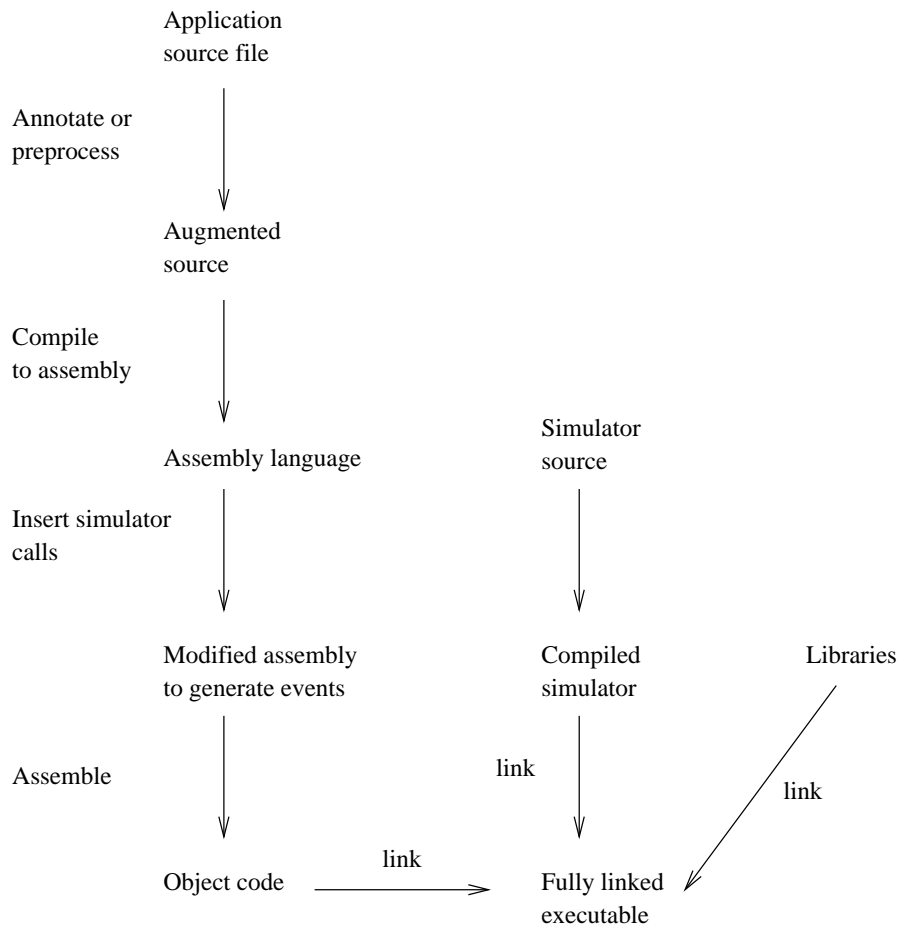 Application
source file
Annotate or
preprocess
Augmented
source
Compile
to assembly
Assembly language
Simulator
source
Insert simulator
calls
Modified assembly
to generate events
Compiled
simulator
Libraries
Assemble
link
link
Object code
link
Fully linked
executable